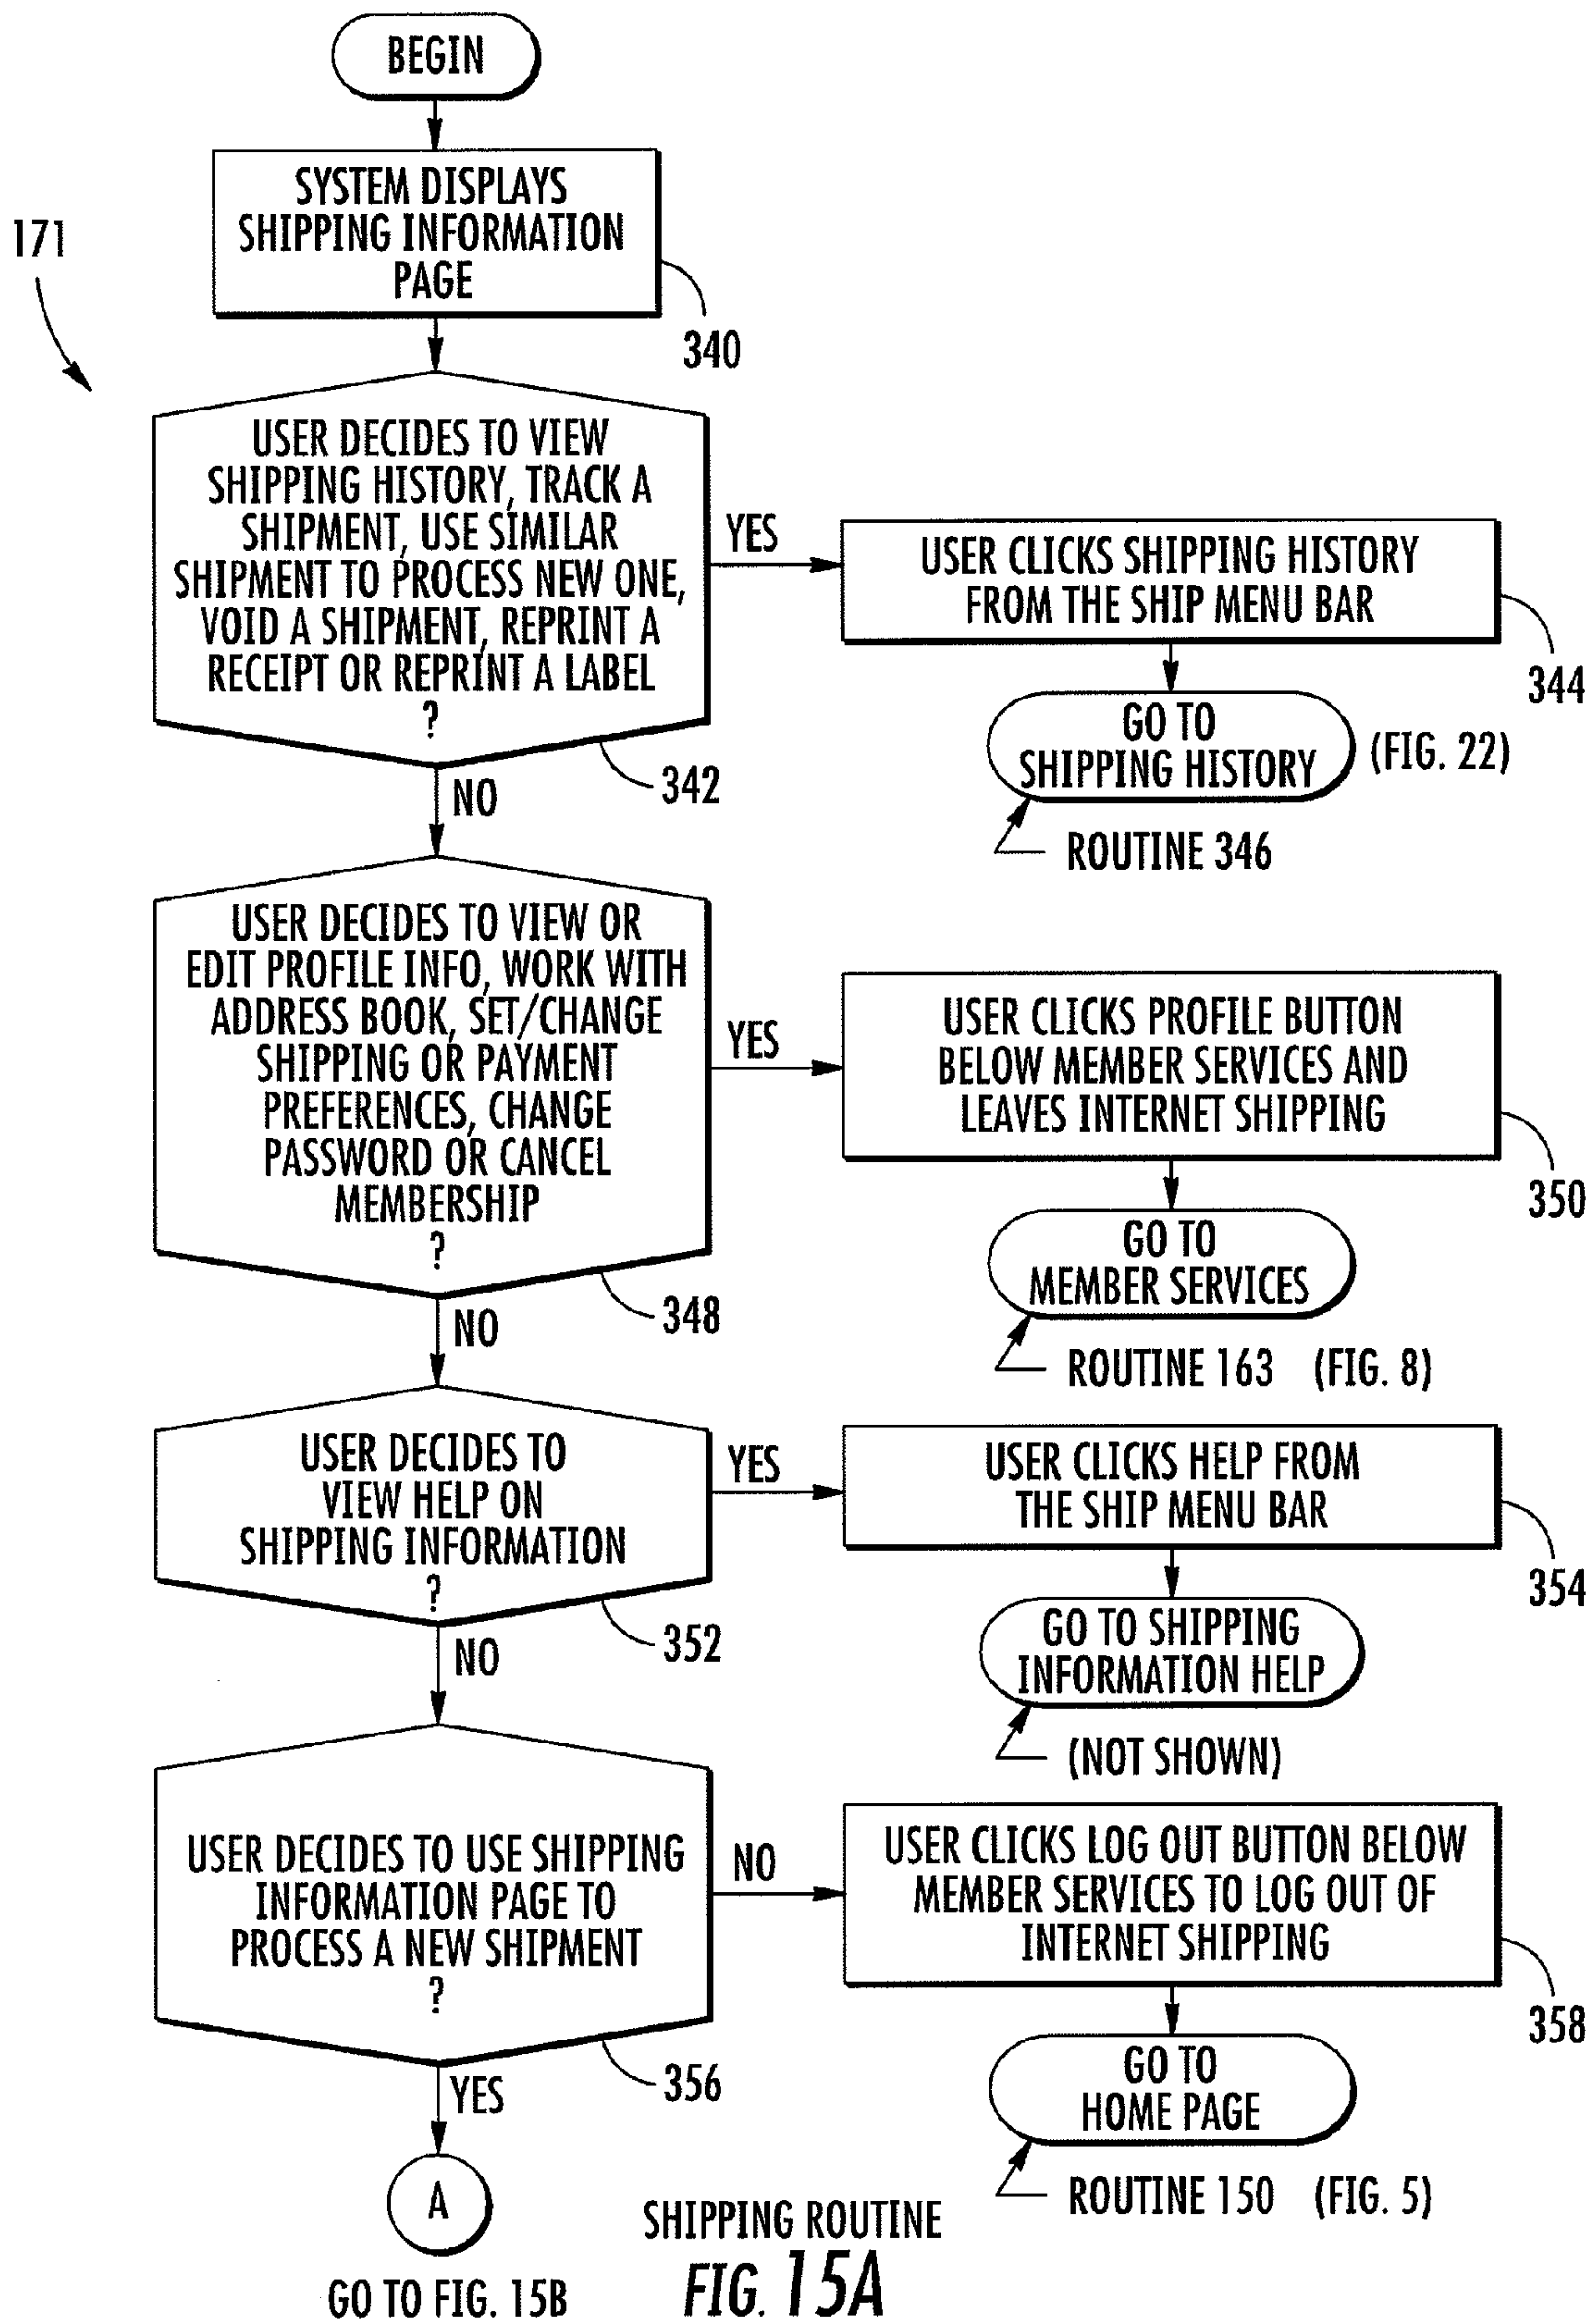 BEGIN
SYSTEM DISPLAYS
SHIPPING INFORMATION
PAGE
171
340
USER DECIDES TO VIEW
SHIPPING HISTORY, TRACK A
SHIPMENT, USE SIMILAR
SHIPMENT TO PROCESS NEW ONE,
VOID A SHIPMENT, REPRINT A
RECEIPT OR REPRINT A LABEL
?
342
YES
USER CLICKS SHIPPING HISTORY
FROM THE SHIP MENU BAR
344
GO TO
SHIPPING HISTORY
(FIG. 22)
ROUTINE 346
NO
USER DECIDES TO VIEW OR
EDIT PROFILE INFO, WORK WITH
ADDRESS BOOK, SET/CHANGE
SHIPPING OR PAYMENT
PREFERENCES, CHANGE
PASSWORD OR CANCEL
MEMBERSHIP
?
348
YES
USER CLICKS PROFILE BUTTON
BELOW MEMBER SERVICES AND
LEAVES INTERNET SHIPPING
350
GO TO
MEMBER SERVICES
ROUTINE 163 (FIG. 8)
NO
USER DECIDES TO
VIEW HELP ON
SHIPPING INFORMATION
?
352
YES
USER CLICKS HELP FROM
THE SHIP MENU BAR
354
GO TO SHIPPING
INFORMATION HELP
(NOT SHOWN)
NO
USER DECIDES TO USE SHIPPING
INFORMATION PAGE TO
PROCESS A NEW SHIPMENT
?
356
NO
USER CLICKS LOG OUT BUTTON BELOW
MEMBER SERVICES TO LOG OUT OF
INTERNET SHIPPING
358
GO TO
HOME PAGE
ROUTINE 150 (FIG. 5)
YES
A
GO TO FIG. 15B
SHIPPING ROUTINE
FIG. 15A